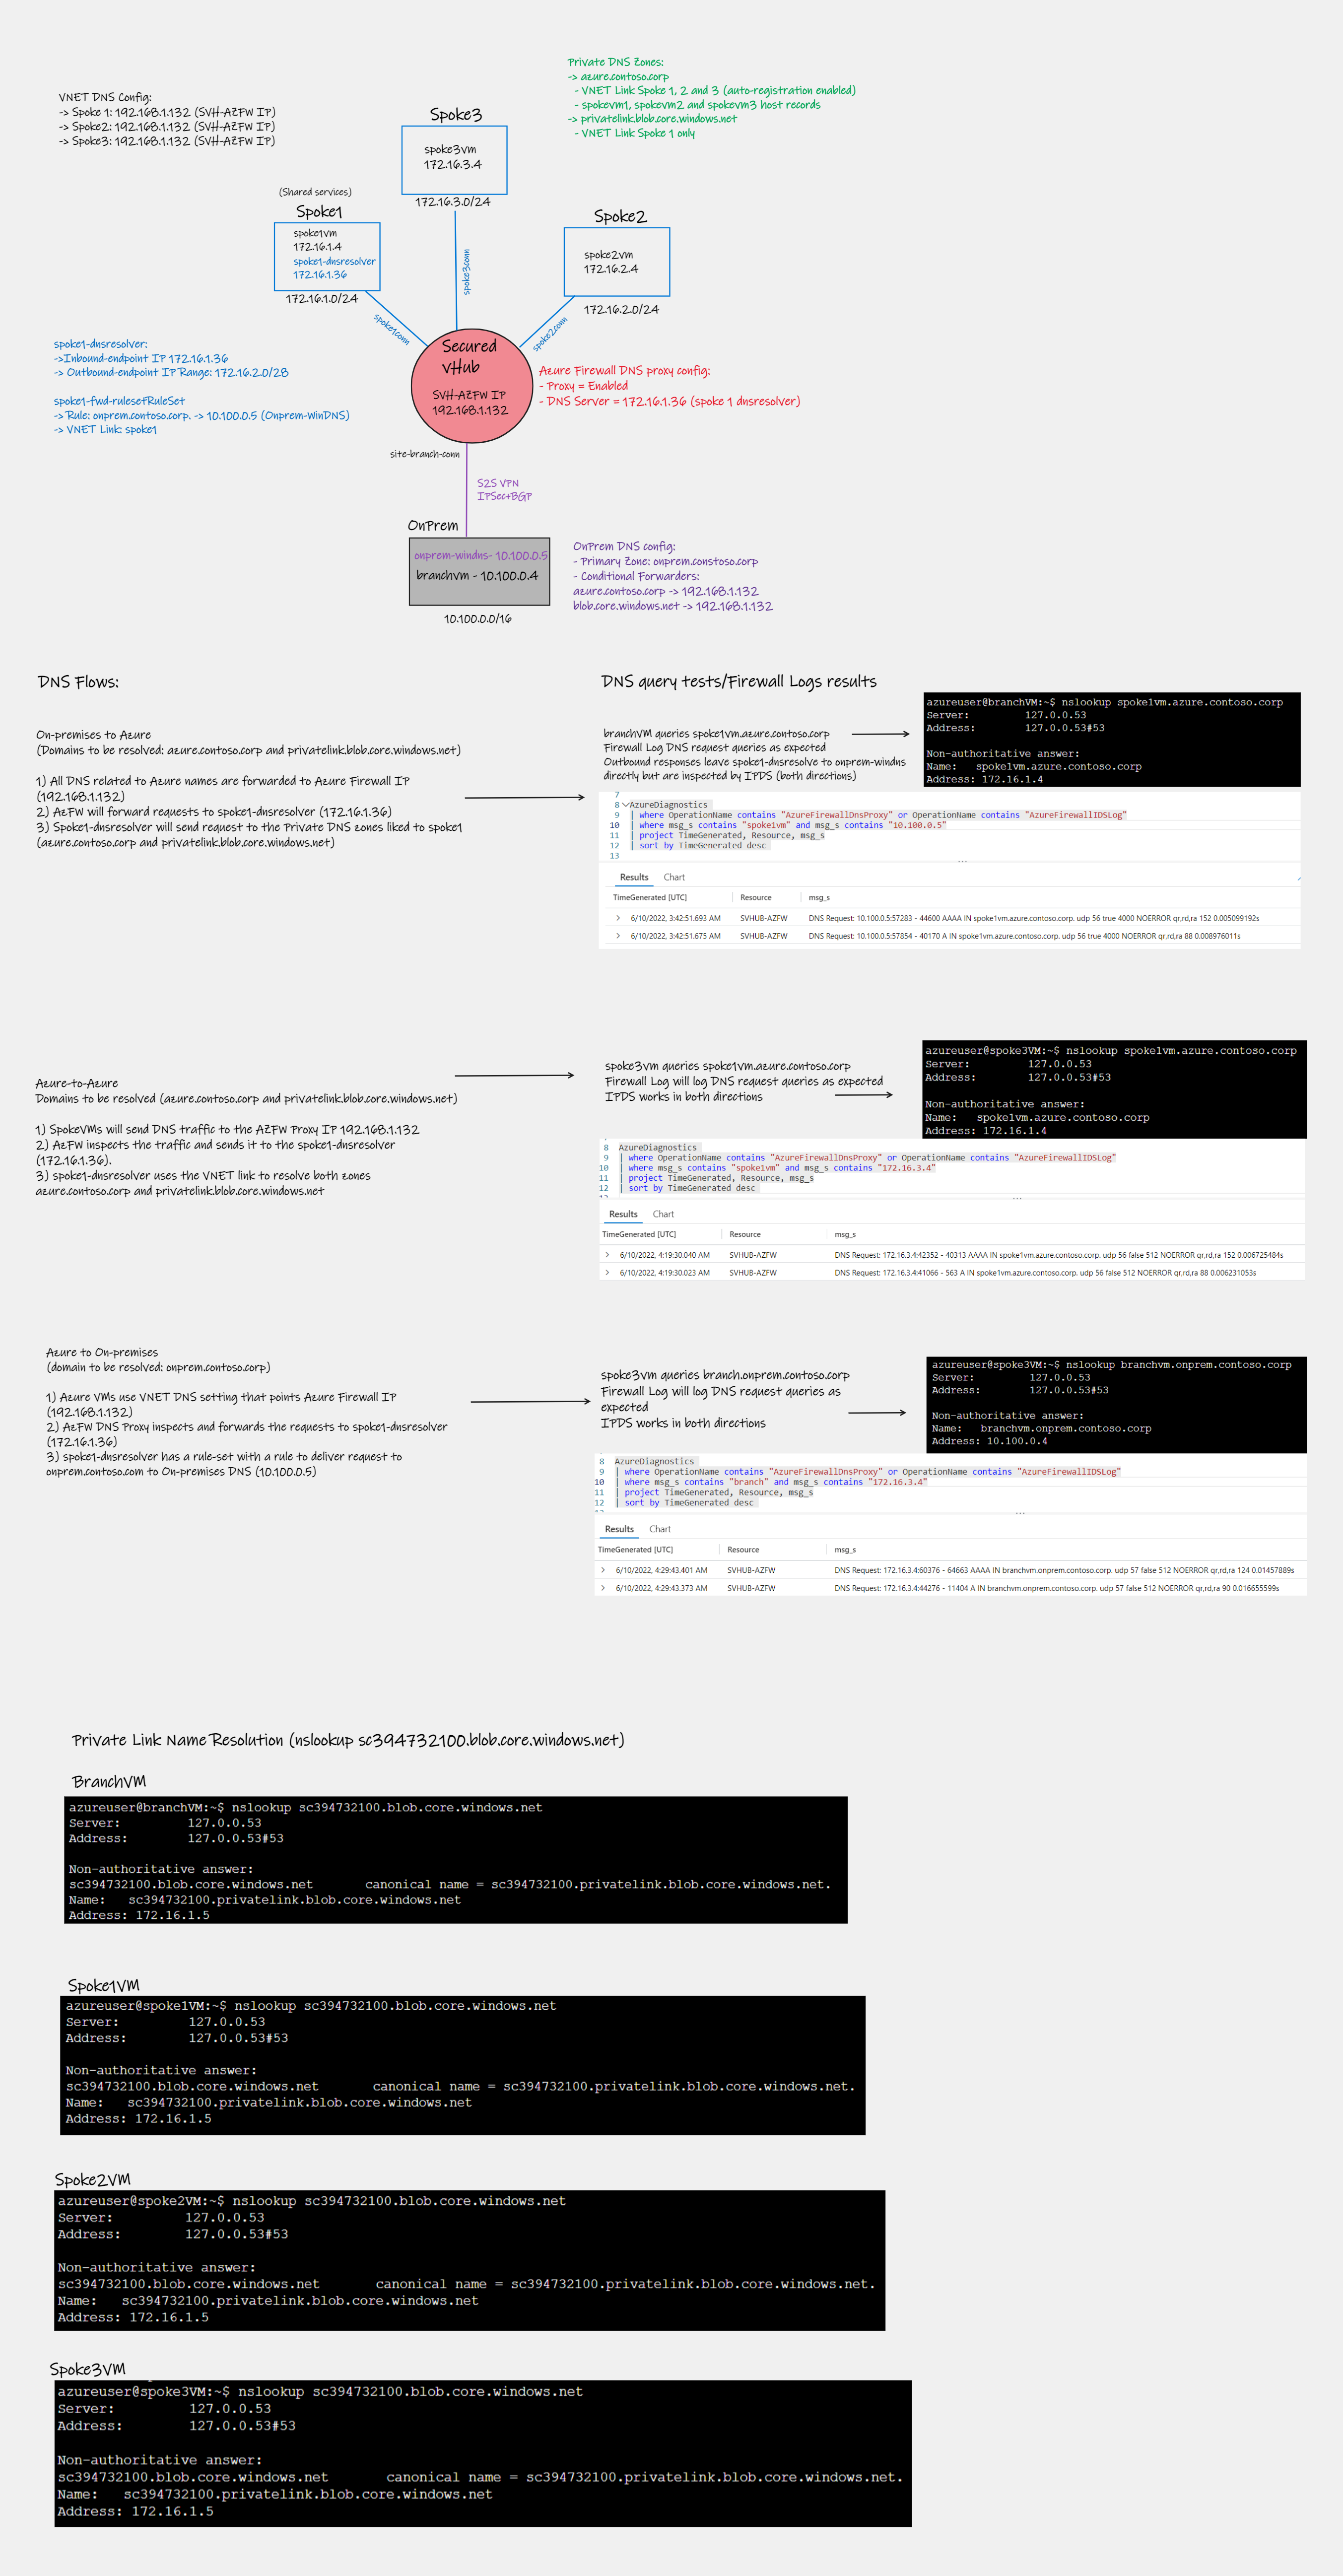 Private DNS Zones:
-> azure.contoso.corp
- VNET Link Spoke 1, 2 and 3 (auto-registration enabled)
- spokevm1, spokevm2 and spokevm3 host records
-> privatelink.blob.core.windows.net
- VNET Link Spoke 1 only
VNET DNS Config:
-> Spoke 1: 192.168.1.132 (SVH-AZFW IP)
-> Spoke2: 192.168.1.132 (SVH-AZFW IP)
-> Spoke3: 192.168.1.132 (SVH-AZFW IP)
Spoke3
spoke3vm
172.16.3.4
172.16.3.0/24
(Shared services)
Spoke1
spoke1vm
172.16.1.4
spoke1-dnsresolver
172.16.1.36
172.16.1.0/24
Spoke2
spoke2vm
172.16.2.4
172.16.2.0/24
spoke3conn
spoke1conn
spoke2conn
spoke1-dnsresolver:
->Inbound-endpoint IP 172.16.1.36
-> Outbound-endpoint IP Range: 172.16.2.0/28
spoke1-fwd-rulesetRuleSet
-> Rule: onprem.contoso.corp. -> 10.100.0.5 (Onprem-WinDNS)
-> VNET Link: spoke1
Secured
vHub
SVH-AZFW IP
192.168.1.132
Azure Firewall DNS proxy config:
- Proxy = Enabled
- DNS Server = 172.16.1.36 (spoke 1 dnsresolver)
site-branch-conn
S2S VPN
IPSec+BGP
OnPrem
onprem-windns- 10.100.0.5
branchvm - 10.100.0.4
10.100.0.0/16
OnPrem DNS config:
- Primary Zone: onprem.constoso.corp
- Conditional Forwarders:
azure.contoso.corp -> 192.168.1.132
blob.core.windows.net -> 192.168.1.132
DNS Flows:
DNS query tests/Firewall Logs results
On-premises to Azure
(Domains to be resolved: azure.contoso.corp and privatelink.blob.core.windows.net)
1) All DNS related to Azure names are forwarded to Azure Firewall IP
(192.168.1.132)
2) AzFW will forward requests to spoke1-dnsresolver (172.16.1.36)
3) Spoke1-dnsresolver will send request to the Private DNS zones liked to spoke1
(azure.contoso.corp and privatelink.blob.core.windows.net)
branchVM queries spoke1vm.azure.contoso.corp
Firewall Log DNS request queries as expected
Outbound responses leave spoke1-dnsresolve to onprem-windns
directly but are inspected by IPDS (both directions)
azureuser@branchVM:~$ nslookup spoke1vm.azure.contoso.corp
Server: 127.0.0.53
Address: 127.0.0.53#53
Non-authoritative answer:
Name: spoke1vm.azure.contoso.corp
Address: 172.16.1.4
7
8 AzureDiagnostics
9 | where OperationName contains "AzureFirewallDnsProxy" or OperationName contains "AzureFirewallIDSLog"
10 | where msg_s contains "spoke1vm" and msg_s contains "10.100.0.5"
11 | project TimeGenerated, Resource, msg_s
12 | sort by TimeGenerated desc
13
Results Chart
TimeGenerated [UTC] Resource msg_s
6/10/2022, 3:42:51.693 AM SVHUB-AZFW DNS Request: 10.100.0.5:57283 - 44600 AAAA IN spoke1vm.azure.contoso.corp. udp 56 true 4000 NOERROR qr,rd,ra 152 0.005099192s
6/10/2022, 3:42:51.675 AM SVHUB-AZFW DNS Request: 10.100.0.5:57854 - 40170 A IN spoke1vm.azure.contoso.corp. udp 56 true 4000 NOERROR qr,rd,ra 88 0.008976011s
Azure-to-Azure
Domains to be resolved (azure.contoso.corp and privatelink.blob.core.windows.net)
1) SpokeVMs will send DNS traffic to the AZFW Proxy IP 192.168.1.132
2) AzFW inspects the traffic and sends it to the spoke1-dnsresolver
(172.16.1.36).
3) spoke1-dnsresolver uses the VNET link to resolve both zones
azure.contoso.corp and privatelink.blob.core.windows.net
spoke3vm queries spoke1vm.azure.contoso.corp
Firewall Log will log DNS request queries as expected
IPDS works in both directions
azureuser@spoke3VM:~$ nslookup spoke1vm.azure.contoso.corp
Server: 127.0.0.53
Address: 127.0.0.53#53
Non-authoritative answer:
Name: spoke1vm.azure.contoso.corp
Address: 172.16.1.4
8 AzureDiagnostics
9 | where OperationName contains "AzureFirewallDnsProxy" or OperationName contains "AzureFirewallIDSLog"
10 | where msg_s contains "spoke1vm" and msg_s contains "172.16.3.4"
11 | project TimeGenerated, Resource, msg_s
12 | sort by TimeGenerated desc
Results Chart
TimeGenerated [UTC] Resource msg_s
6/10/2022, 4:19:30.040 AM SVHUB-AZFW DNS Request: 172.16.3.4:42352 - 40313 AAAA IN spoke1vm.azure.contoso.corp. udp 56 false 512 NOERROR qr,rd,ra 152 0.006725484s
6/10/2022, 4:19:30.023 AM SVHUB-AZFW DNS Request: 172.16.3.4:41066 - 563 A IN spoke1vm.azure.contoso.corp. udp 56 false 512 NOERROR qr,rd,ra 88 0.006231053s
Azure to On-premises
(domain to be resolved: onprem.contoso.corp)
1) Azure VMs use VNET DNS setting that points Azure Firewall IP
(192.168.1.132)
2) AzFW DNS Proxy inspects and forwards the requests to spoke1-dnsresolver
(172.16.1.36)
3) spoke1-dnsresolver has a rule-set with a rule to deliver request to
onprem.contoso.com to On-premises DNS (10.100.0.5)
spoke3vm queries branch.onprem.contoso.corp
Firewall Log will log DNS request queries as
expected
IPDS works in both directions
azureuser@spoke3VM:~$ nslookup branchvm.onprem.contoso.corp
Server: 127.0.0.53
Address: 127.0.0.53#53
Non-authoritative answer:
Name: branchvm.onprem.contoso.corp
Address: 10.100.0.4
8 AzureDiagnostics
9 | where OperationName contains "AzureFirewallDnsProxy" or OperationName contains "AzureFirewallIDSLog"
10 | where msg_s contains "branch" and msg_s contains "172.16.3.4"
11 | project TimeGenerated, Resource, msg_s
12 | sort by TimeGenerated desc
Results Chart
TimeGenerated [UTC] Resource msg_s
6/10/2022, 4:29:43.401 AM SVHUB-AZFW DNS Request: 172.16.3.4:60376 - 64663 AAAA IN branchvm.onprem.contoso.corp. udp 57 false 512 NOERROR qr,rd,ra 124 0.01457889s
6/10/2022, 4:29:43.373 AM SVHUB-AZFW DNS Request: 172.16.3.4:44276 - 11404 A IN branchvm.onprem.contoso.corp. udp 57 false 512 NOERROR qr,rd,ra 90 0.016655599s
Private Link Name Resolution (nslookup sc394732100.blob.core.windows.net)
BranchVM
azureuser@branchVM:~$ nslookup sc394732100.blob.core.windows.net
Server: 127.0.0.53
Address: 127.0.0.53#53
Non-authoritative answer:
sc394732100.blob.core.windows.net canonical name = sc394732100.privatelink.blob.core.windows.net.
Name: sc394732100.privatelink.blob.core.windows.net
Address: 172.16.1.5
Spoke1VM
azureuser@spoke1VM:~$ nslookup sc394732100.blob.core.windows.net
Server: 127.0.0.53
Address: 127.0.0.53#53
Non-authoritative answer:
sc394732100.blob.core.windows.net canonical name = sc394732100.privatelink.blob.core.windows.net.
Name: sc394732100.privatelink.blob.core.windows.net
Address: 172.16.1.5
Spoke2VM
azureuser@spoke2VM:~$ nslookup sc394732100.blob.core.windows.net
Server: 127.0.0.53
Address: 127.0.0.53#53
Non-authoritative answer:
sc394732100.blob.core.windows.net canonical name = sc394732100.privatelink.blob.core.windows.net.
Name: sc394732100.privatelink.blob.core.windows.net
Address: 172.16.1.5
Spoke3VM
azureuser@spoke3VM:~$ nslookup sc394732100.blob.core.windows.net
Server: 127.0.0.53
Address: 127.0.0.53#53
Non-authoritative answer:
sc394732100.blob.core.windows.net canonical name = sc394732100.privatelink.blob.core.windows.net.
Name: sc394732100.privatelink.blob.core.windows.net
Address: 172.16.1.5